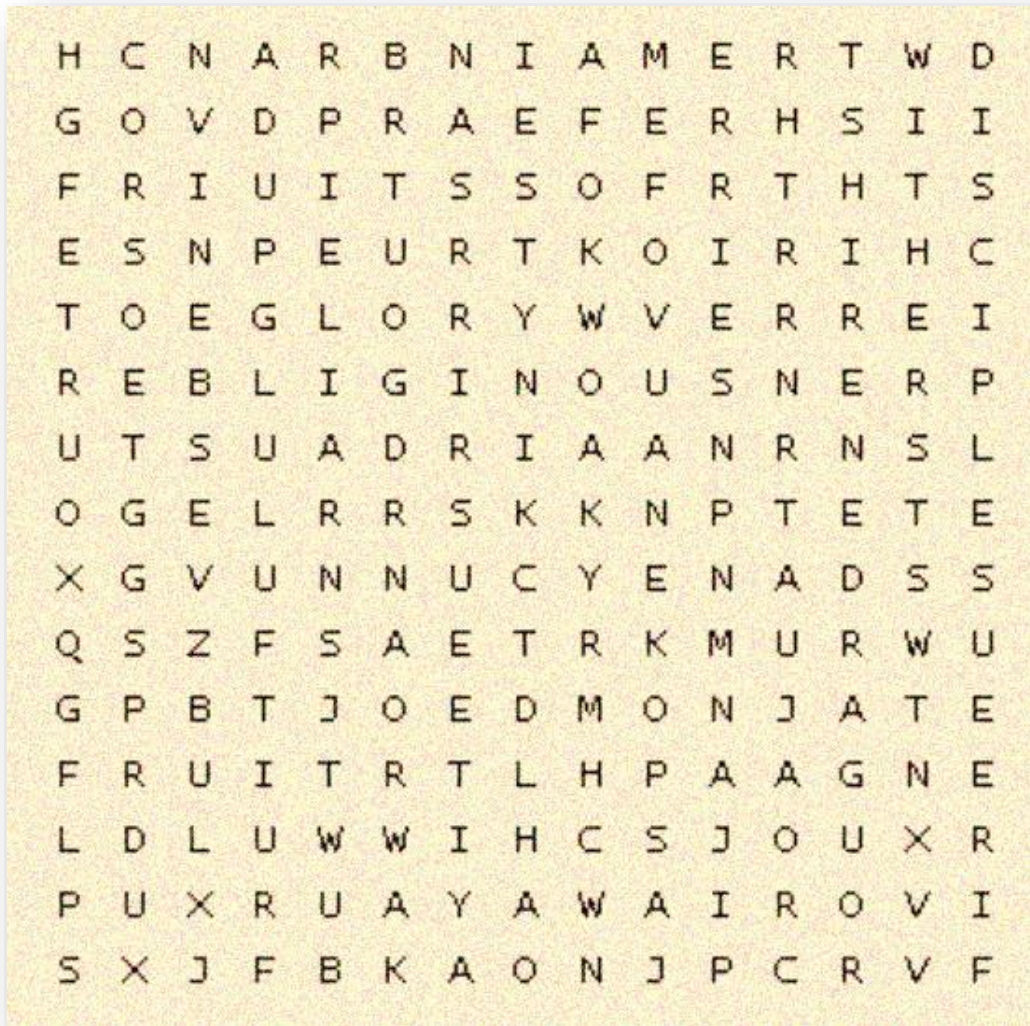 H C N A R B N I A M E R T W D
G O V D P R A E F E R H S I I
F R I U I T S S O F R T H T S
E S N P E U R T K O I R I H C
T O E G L O R Y W V E R R E I
R E B L I G I N O U S N E R P
U T S U A D R I A A N R N S L
O G E L R R S K K N P T E T E
X G V U N N U C Y E N A D S S
Q S Z F S A E T R K M U R W U
G P B T J O E D M O N J A T E
F R U I T R T L H P A A G N E
L D L U W W I H C S J O U X R
P U X R U A Y A W A I R O V I
S X J F B K A O N J P C R V F